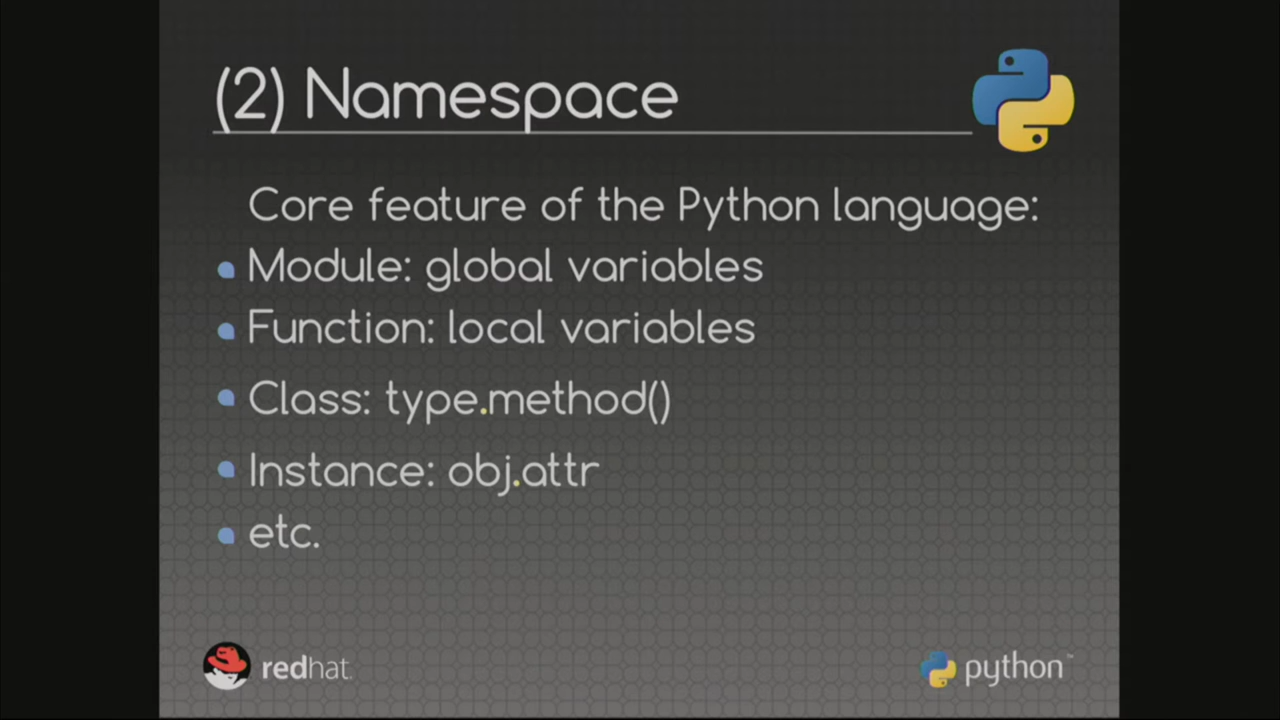 (2) Namespace
Core feature of the Python language:
Module: global variables
Function: local variables
Class: type.method()
Instance: obj.attr
etc.
redhat.
python™